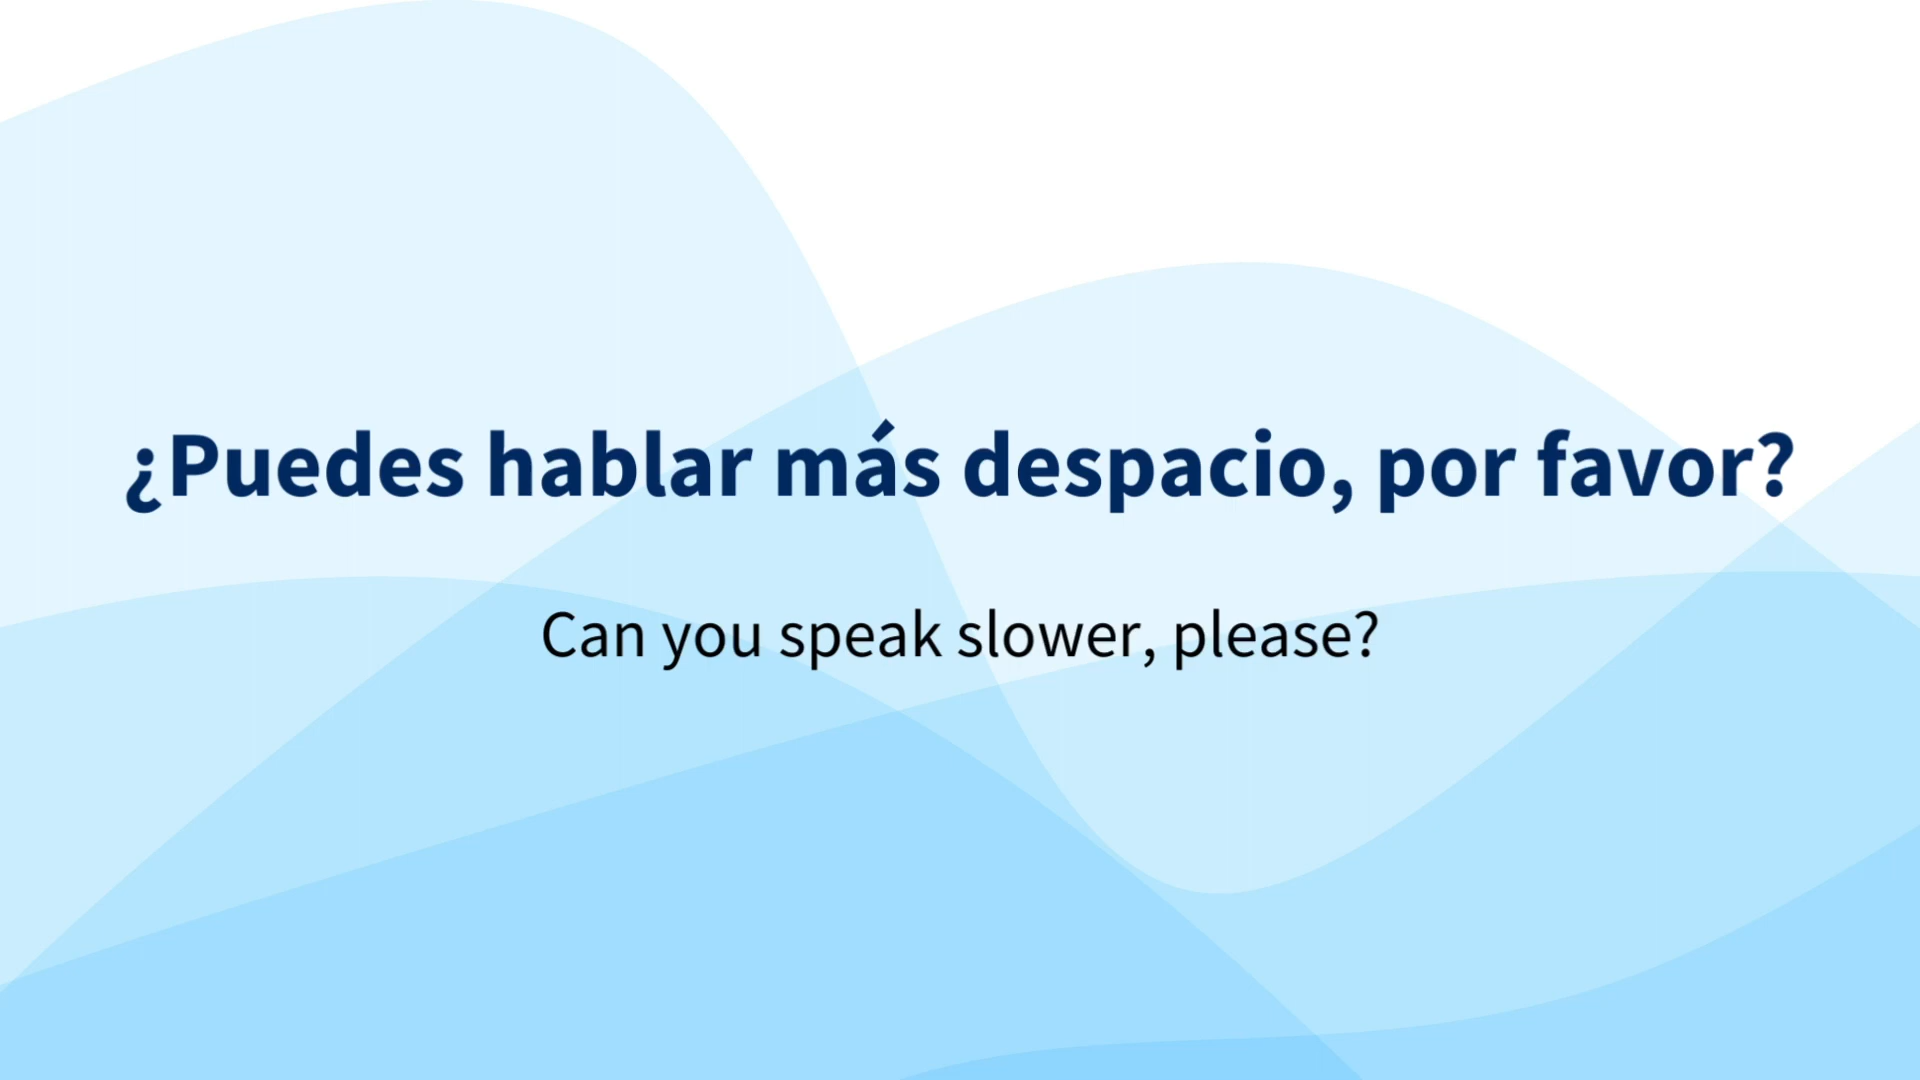 ¿Puedes hablar más despacio, por favor?
Can you speak slower, please?